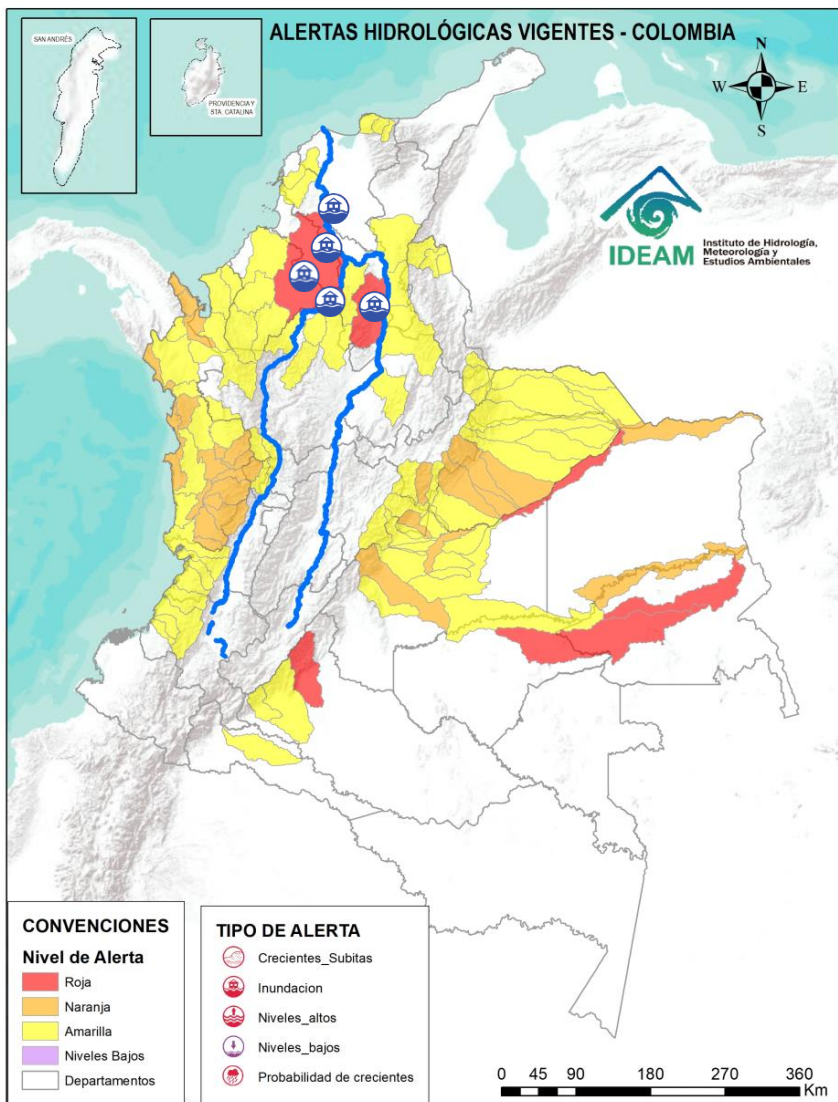 ALERTAS HIDROLÓGICAS VIGENTES - COLOMBIA
SAN ANDRÉS
PROVIDENCIA Y
STA. CATALINA
N
W E
S
IDEAM
Instituto de Hidrología,
Meteorología y
Estudios Ambientales
CONVENCIONES
Nivel de Alerta
Roja
Naranja
Amarilla
Niveles Bajos
Departamentos
TIPO DE ALERTA
Crecientes_Subitas
Inundacion
Niveles_altos
Niveles_bajos
Probabilidad de crecientes
0 45 90 180 270 360
Km